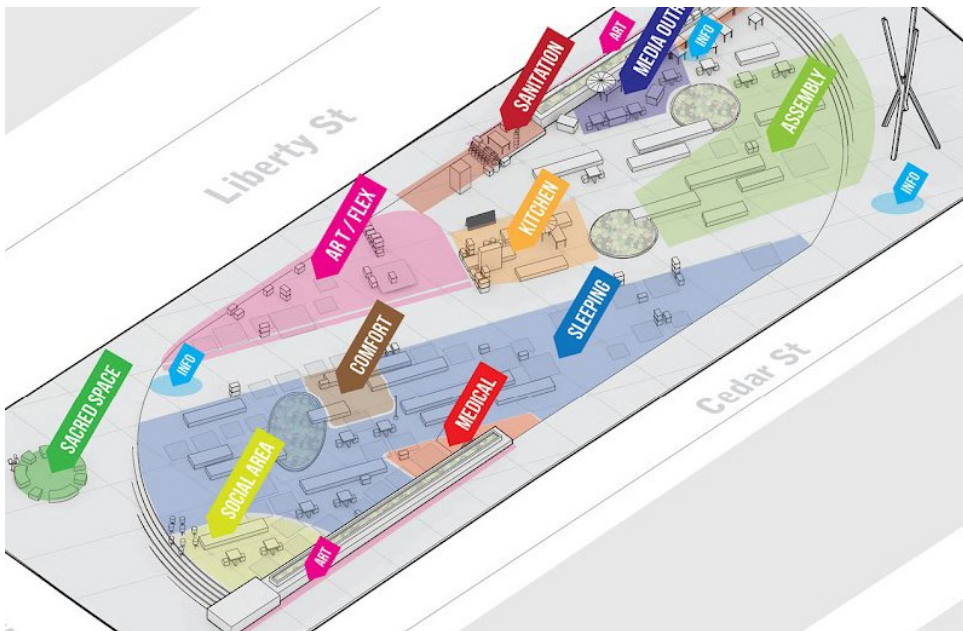 ART
MEDIA OUTR
INFO
SANITATION
ASSEMBLY
Liberty St
INFO
KITCHEN
ART / FLEX
SLEEPING
COMFORT
INFO
Cedar St
SACRED SPACE
MEDICAL
SOCIAL AREA
ART